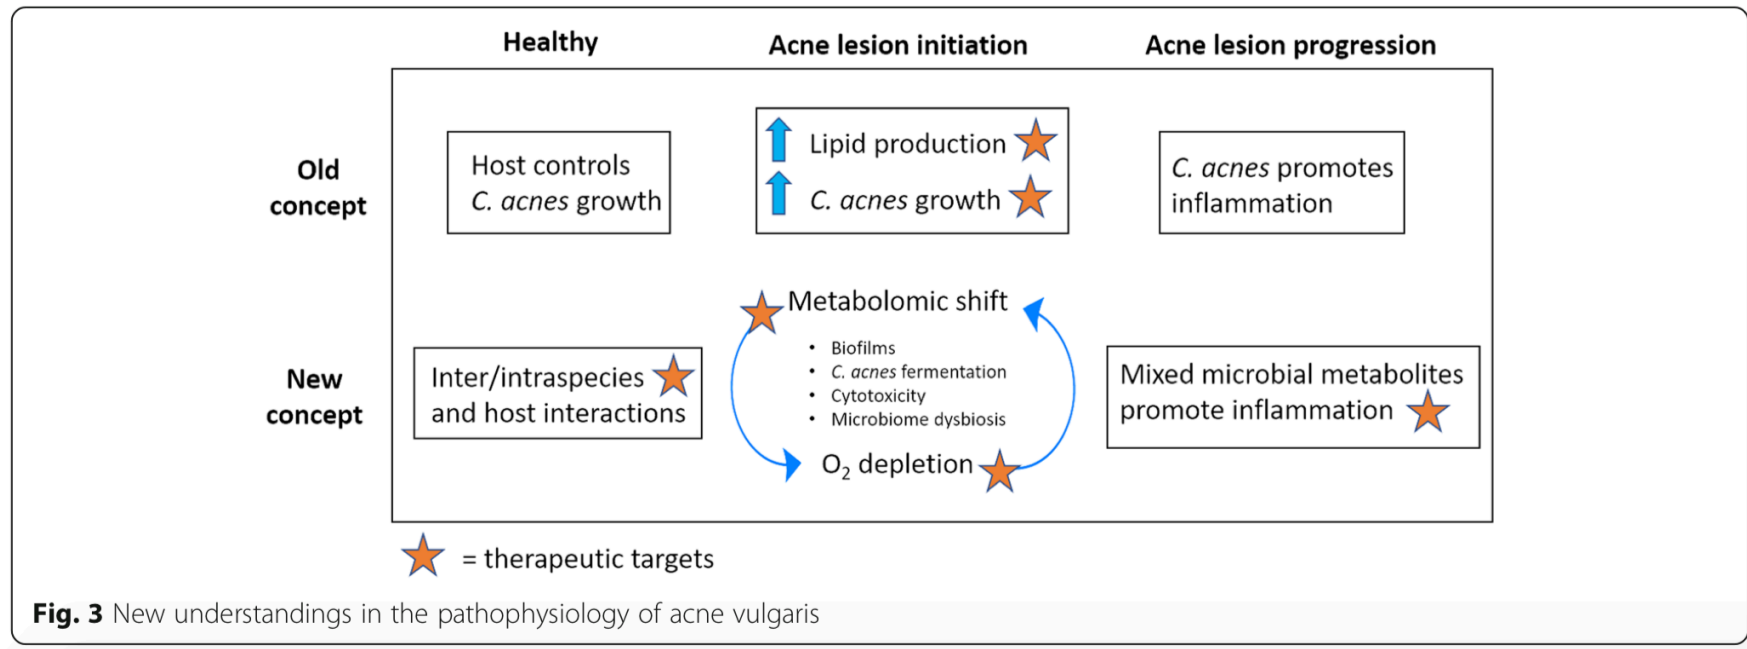 Healthy
Acne lesion initiation
Acne lesion progression
Old
concept
Host controls
C. acnes growth
Lipid production
C. acnes growth
C. acnes promotes
inflammation
New
concept
Inter/intraspecies
and host interactions
Metabolomic shift
• Biofilms
• C. acnes fermentation
• Cytotoxicity
• Microbiome dysbiosis
O₂ depletion
Mixed microbial metabolites
promote inflammation
= therapeutic targets
Fig. 3 New understandings in the pathophysiology of acne vulgaris